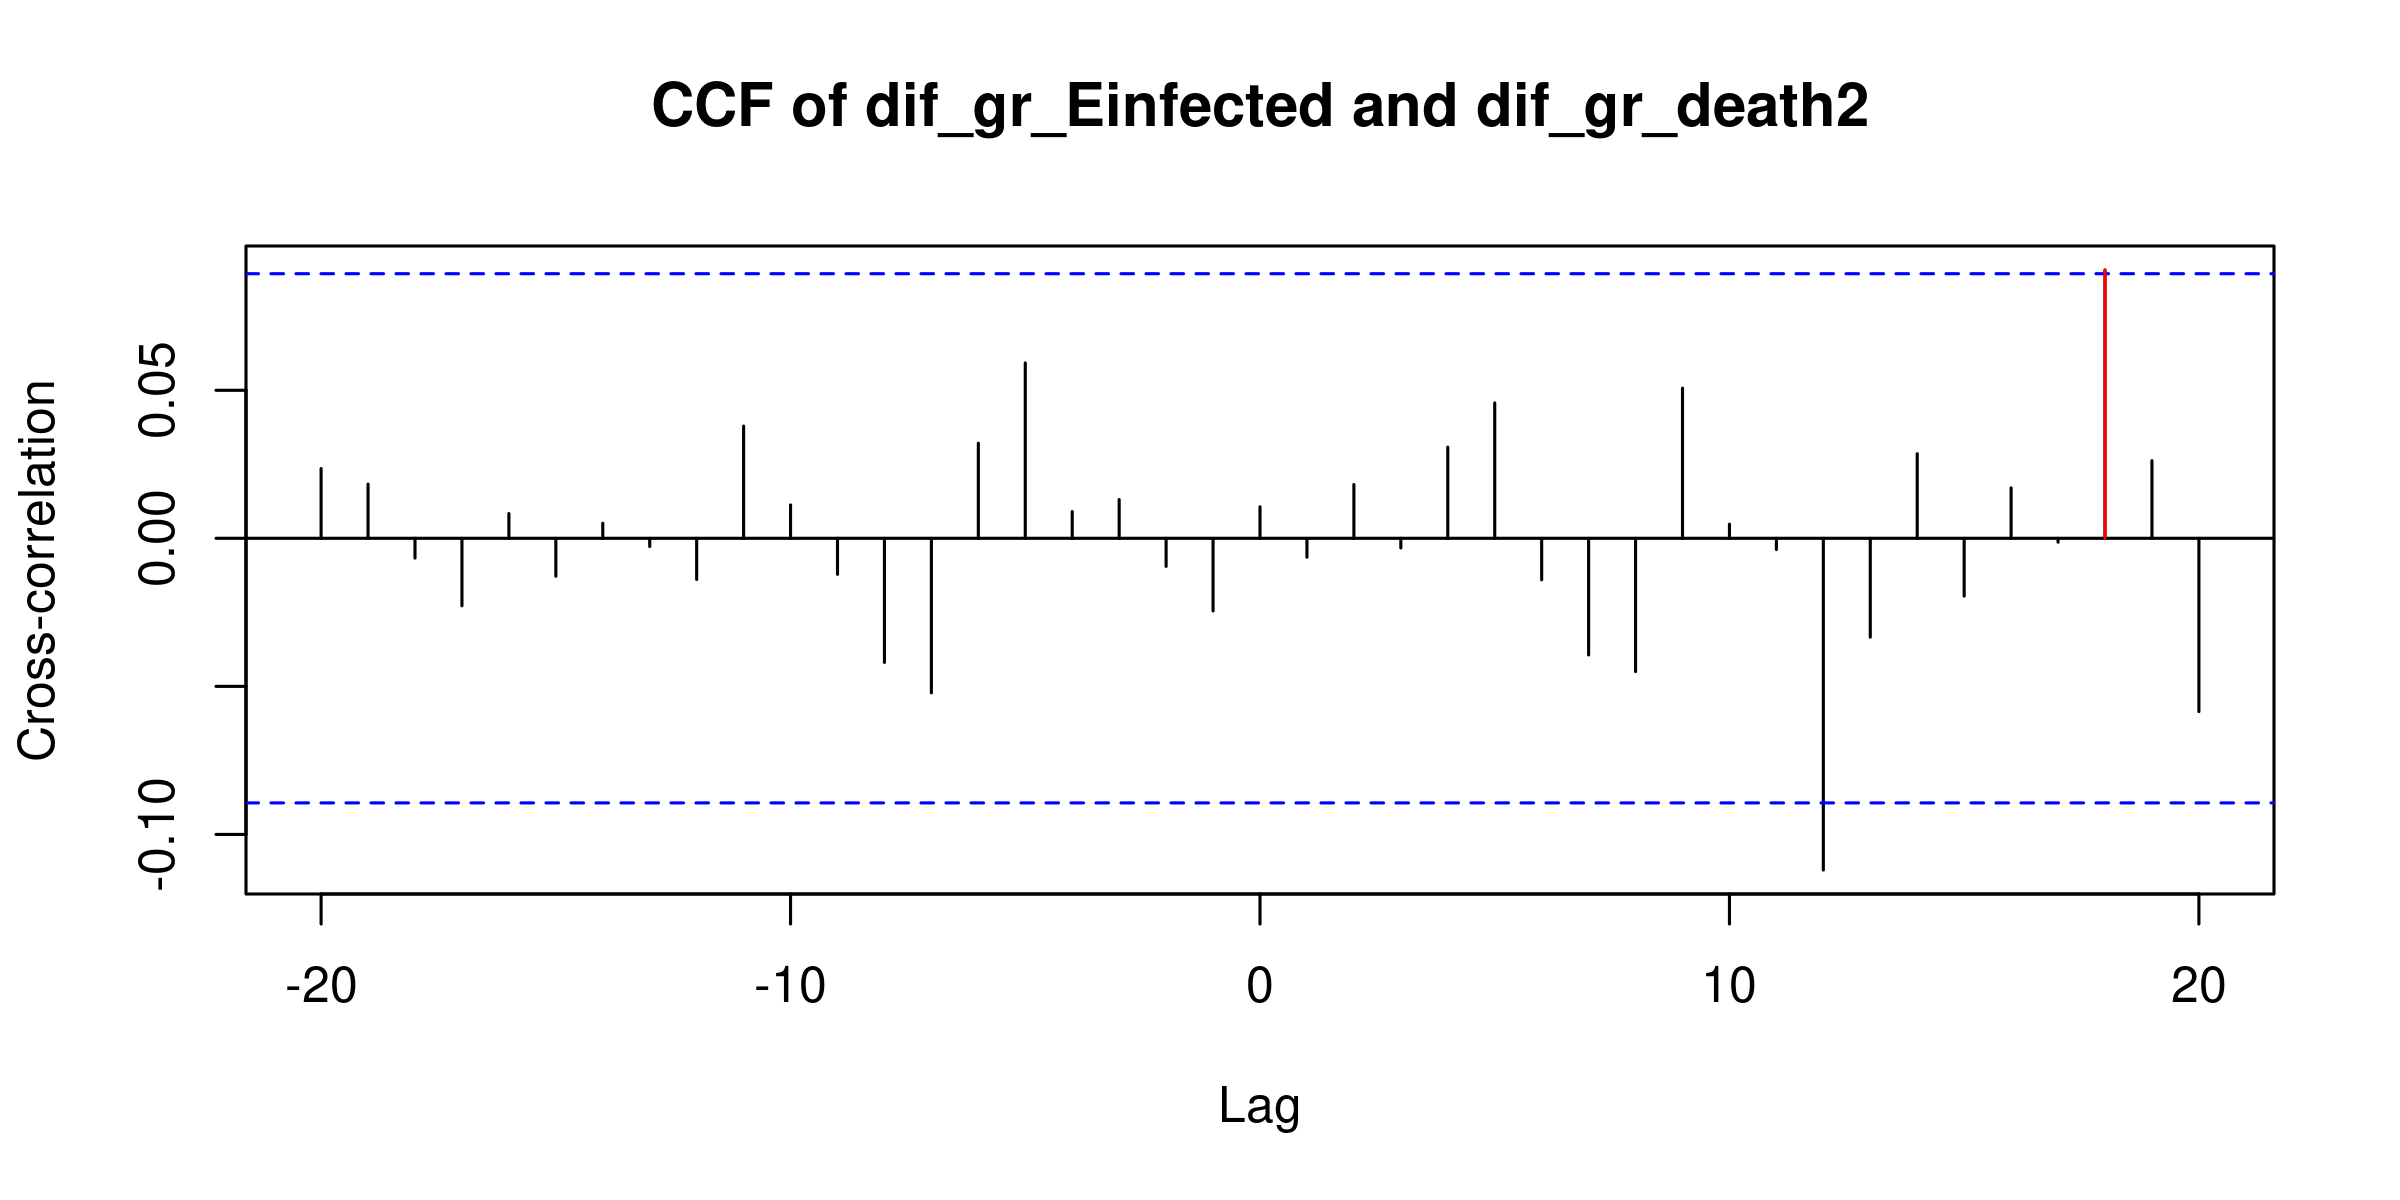 CCF of dif_gr_Einfected and dif_gr_death2
Cross-correlation
0.05
0.00
-0.10
-20 -10 0 10 20
Lag